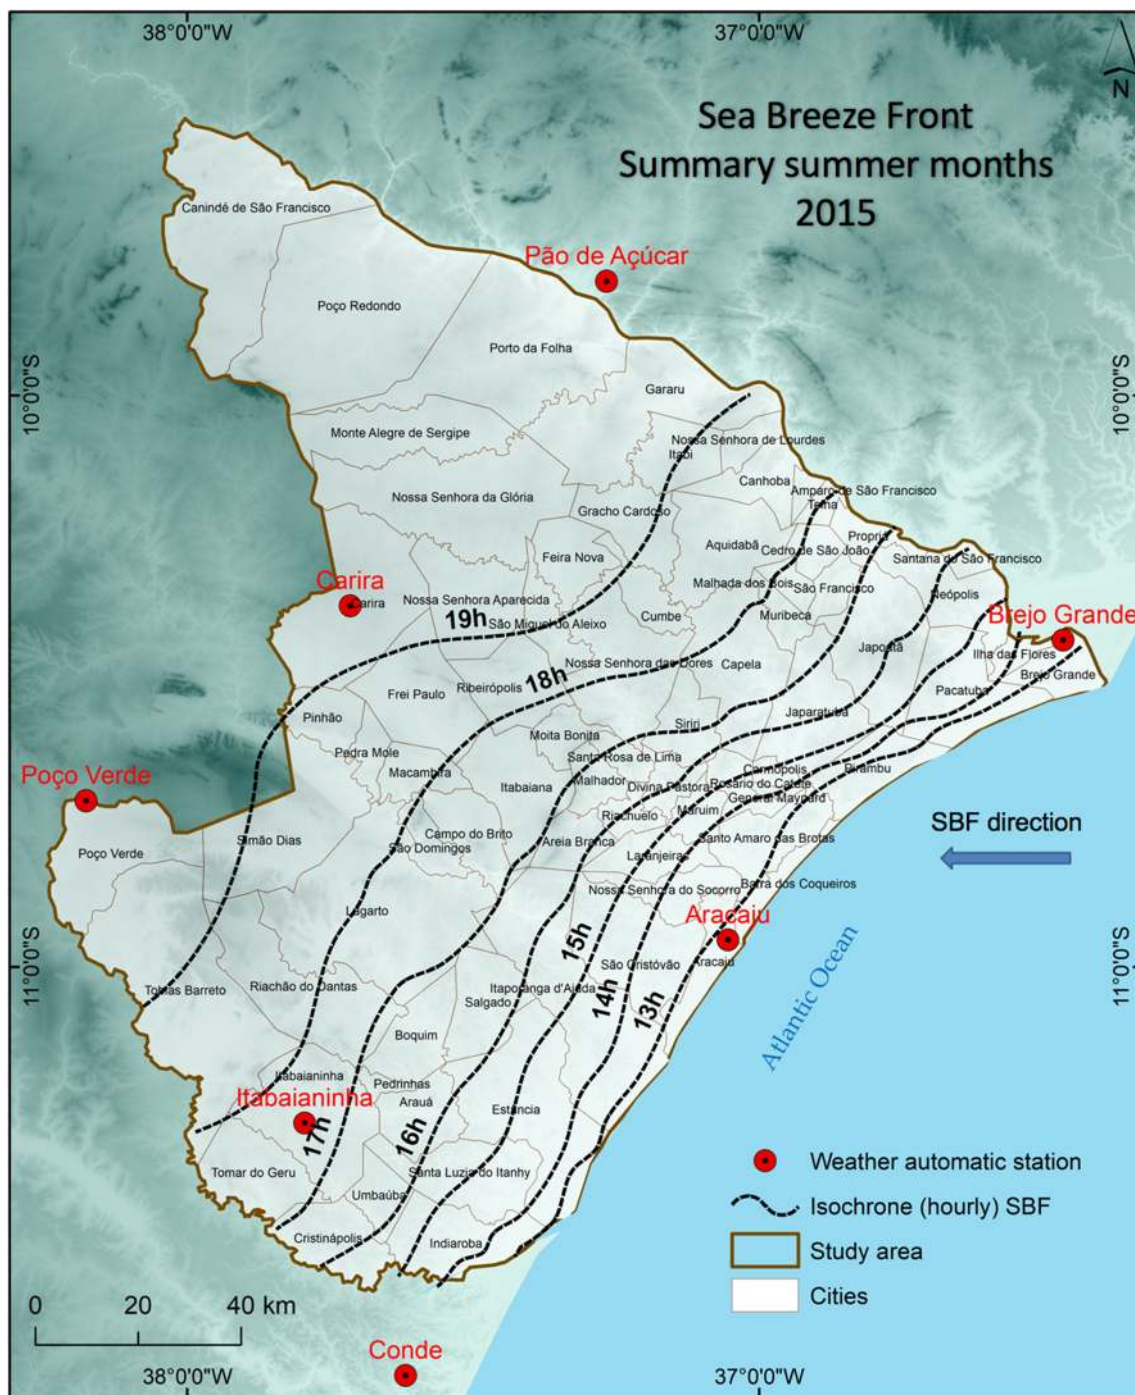 38°0'0"W
37°0'0"W
N
Sea Breeze Front
Summary summer months
2015
Canindé de São Francisco
Pão de Açúcar
Poço Redondo
Porto da Folha
10°0'0"S
10°0'0"S
Gararu
Monte Alegre de Sergipe
Nossa Senhora de Lourdes
Itabi
Canhoba
Nossa Senhora da Glória
Amparo de São Francisco
Telha
Gracho Cardoso
Propriá
Aquidabã
Cedro de São João
Feira Nova
Santana do São Francisco
Carira
Malhada dos Bois
São Francisco
Neópolis
Carira
Nossa Senhora Aparecida
Brejo Grande
19h
São Miguel do Aleixo
Cumbe
Muribeca
Japoatã
Ilha das Flores
Nossa Senhora das Dores
Capela
Brejo Grande
18h
Ribeirópolis
Frei Paulo
Pacatuba
Pinhão
Siriri
Japaratuba
Moita Bonita
Pedra Mole
Santa Rosa de Lima
Macambira
Carmópolis
Pirambu
Poço Verde
Itabaiana
Malhador
Divina Pastora
Rosário do Catete
General Maynard
Riachuelo
Maruim
SBF direction
Campo do Brito
Simão Dias
São Domingos
Areia Branca
Santo Amaro das Brotas
Poço Verde
Laranjeiras
Nossa Senhora do Socorro
Barra dos Coqueiros
Lagarto
Aracaju
15h
São Cristóvão
Aracaju
11°0'0"S
11°0'0"S
Tobias Barreto
Riachão do Dantas
Itaporanga d'Ajuda
Salgado
14h
13h
Atlantic Ocean
Boquim
Itabaianinha
Pedrinhas
Itabaianinha
Arauá
Estância
17h
16h
Tomar do Geru
Santa Luzia do Itanhy
Umbaúba
Cristinápolis
Indiaroba
Weather automatic station
Isochrone (hourly) SBF
Study area
Cities
0 20 40 km
Conde
38°0'0"W
37°0'0"W